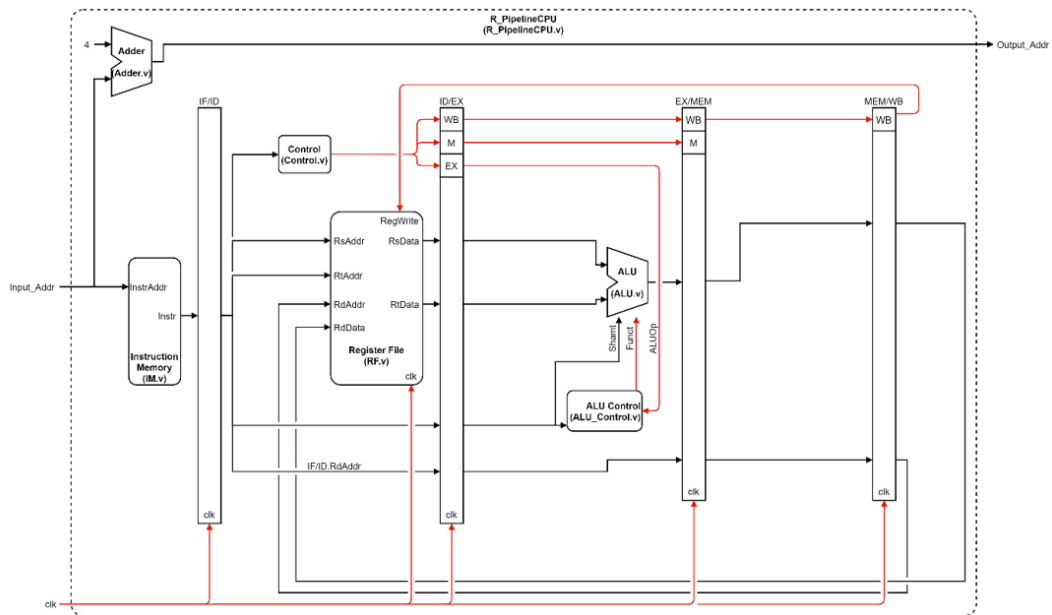 R_PipelineCPU
(R_PipelineCPU.v)
4
Adder
(Adder.v)
Output_Addr
IF/ID
ID/EX
EX/MEM
MEM/WB
WB
WB
WB
Control
(Control.v)
M
M
EX
RegWrite
RsAddr
RsData
RtAddr
ALU
(ALU.v)
Input_Addr
InstrAddr
RdAddr
RtData
Instr
RdData
Shamt
Funct
ALUOp
Instruction
Memory
(IM.v)
Register File
(RF.v)
clk
ALU Control
(ALU_Control.v)
IF/ID.RdAddr
clk
clk
clk
clk
clk